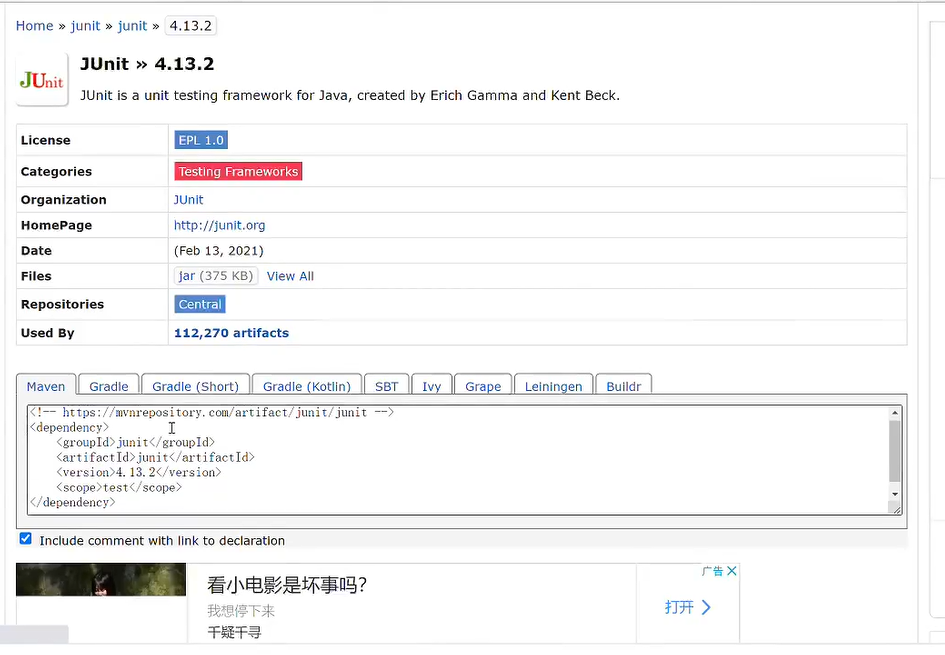 Home » junit » junit » 4.13.2
JUnit
JUnit » 4.13.2
JUnit is a unit testing framework for Java, created by Erich Gamma and Kent Beck.
License EPL 1.0
Categories Testing Frameworks
Organization JUnit
HomePage http://junit.org
Date (Feb 13, 2021)
Files jar (375 KB) View All
Repositories Central
Used By 112,270 artifacts
Maven Gradle Gradle (Short) Gradle (Kotlin) SBT Ivy Grape Leiningen Buildr
<!-- https://mvnrepository.com/artifact/junit/junit -->
<dependency>
    <groupId>junit</groupId>
    <artifactId>junit</artifactId>
    <version>4.13.2</version>
    <scope>test</scope>
</dependency>
Include comment with link to declaration
看小电影是坏事吗?
我想停下来
千疑千寻
广告
打开